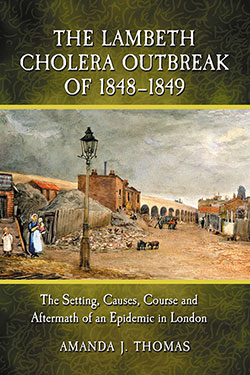 THE LAMBETH
CHOLERA OUTBREAK
OF 1848–1849
The Setting, Causes, Course and
Aftermath of an Epidemic in London
AMANDA J. THOMAS